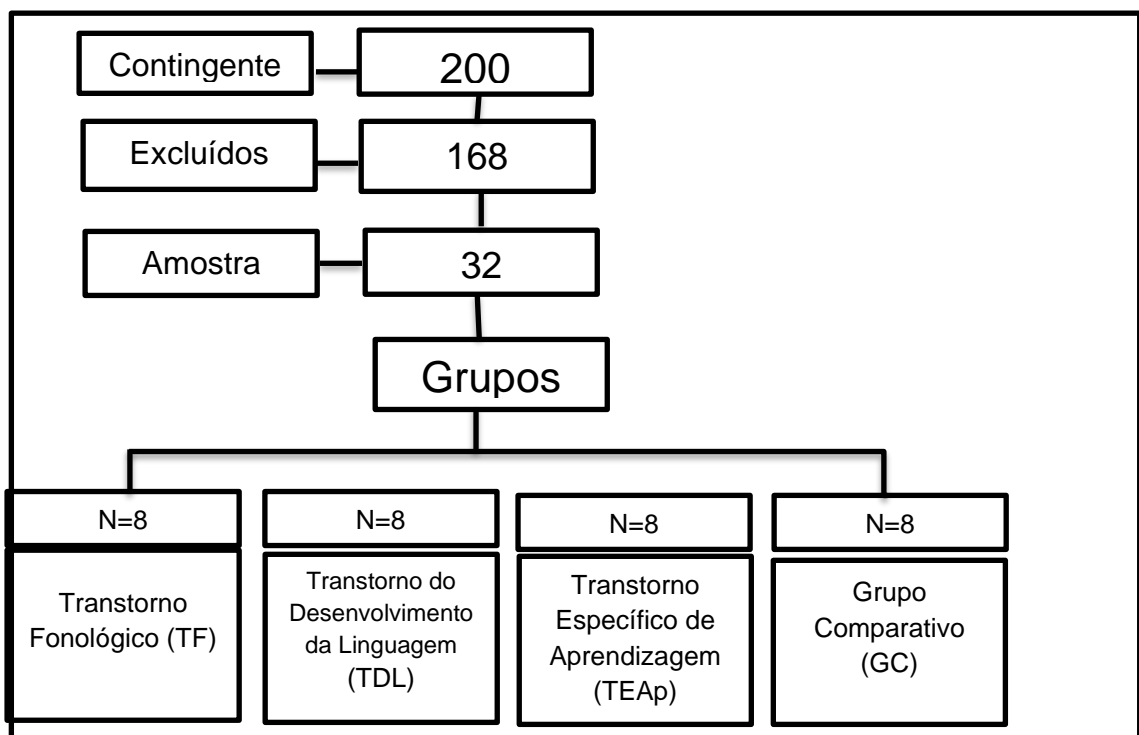 Contingente
200
Excluídos
168
Amostra
32
Grupos
N=8
N=8
N=8
N=8
Transtorno
Fonológico (TF)
Transtorno do
Desenvolvimento
da Linguagem
(TDL)
Transtorno
Específico de
Aprendizagem
(TEAp)
Grupo
Comparativo
(GC)